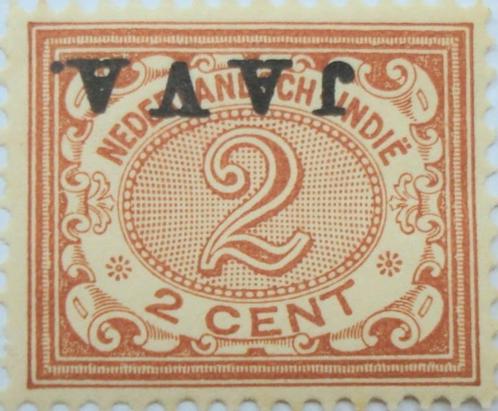 JAVA.
NEDERLANDSCH INDIË
2
2 CENT